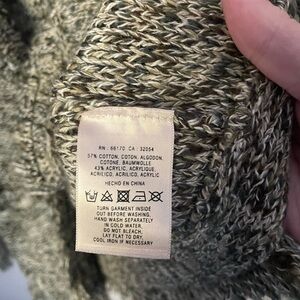 RN : 66170 CA : 32054
57% COTTON, COTON, ALGODON,
COTONE, BAUMWOLLE
43% ACRYLIC, ACRYLIQUE,
ACRILICO, ACRILICO, ACRYLIC
HECHO EN CHINA
TURN GARMENT INSIDE
OUT BEFORE WASHING.
HAND WASH SEPARATELY
IN COLD WATER.
DO NOT BLEACH.
LAY FLAT TO DRY.
COOL IRON IF NECESSARY